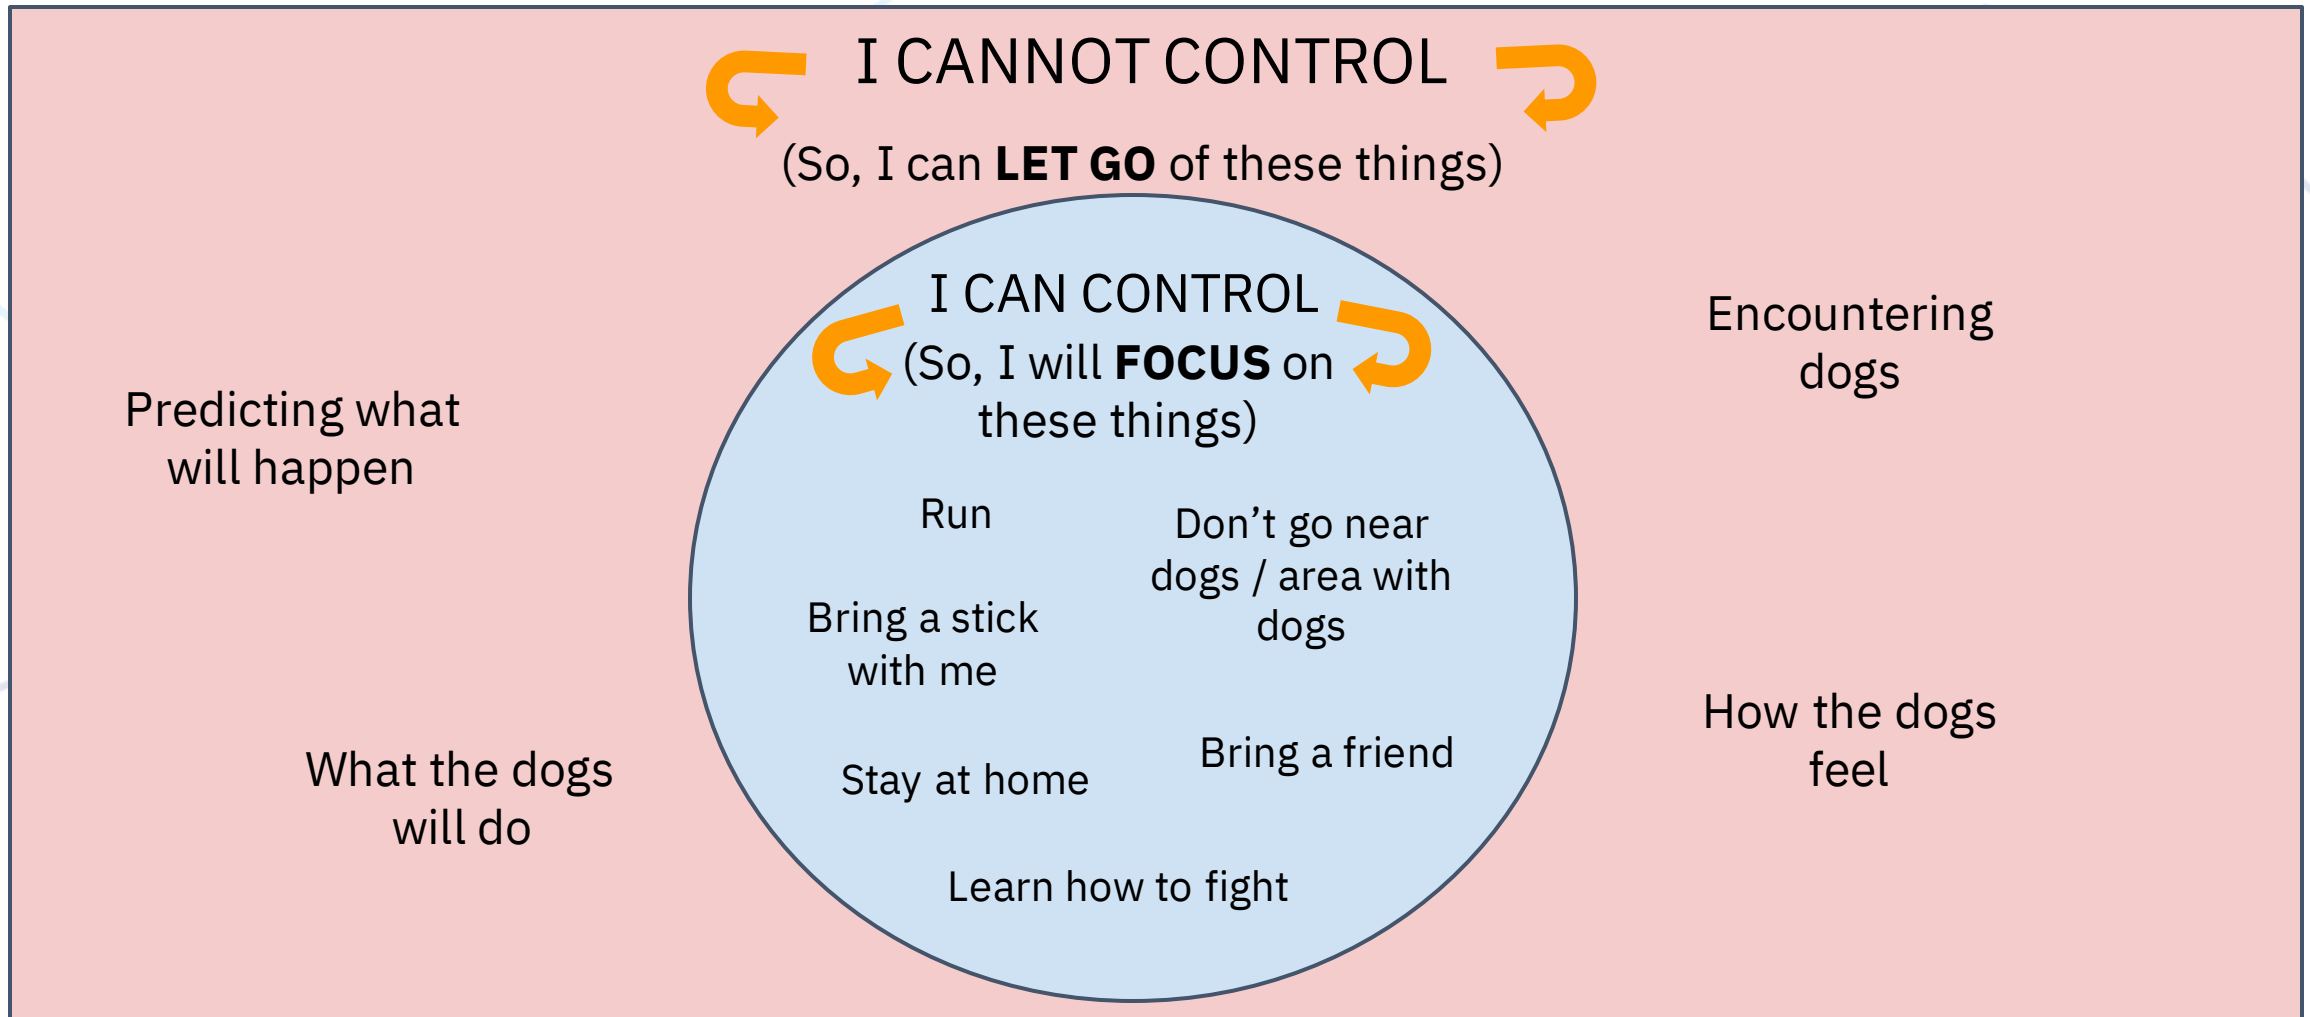 I CANNOT CONTROL
(So, I can LET GO of these things)
I CAN CONTROL
(So, I will FOCUS on
these things)
Encountering
dogs
Predicting what
will happen
Run
Don’t go near
dogs / area with
dogs
Bring a stick
with me
How the dogs
feel
What the dogs
will do
Stay at home
Bring a friend
Learn how to fight